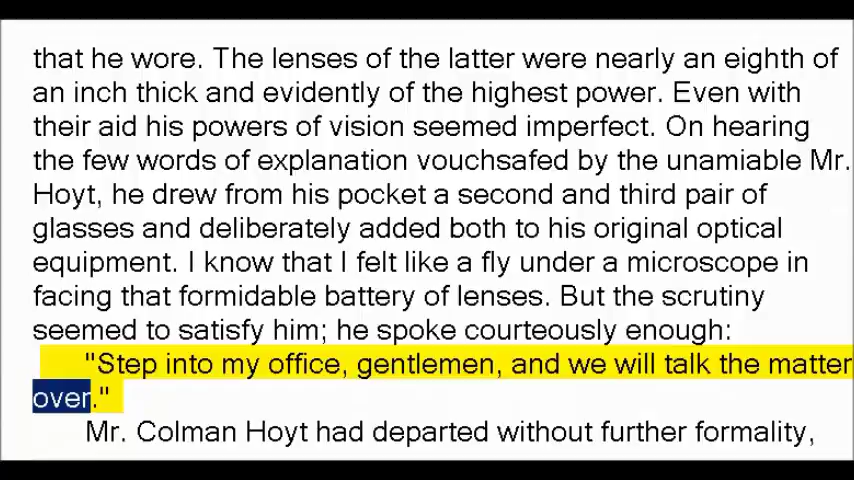 that he wore. The lenses of the latter were nearly an eighth of
an inch thick and evidently of the highest power. Even with
their aid his powers of vision seemed imperfect. On hearing
the few words of explanation vouchsafed by the unamiable Mr.
Hoyt, he drew from his pocket a second and third pair of
glasses and deliberately added both to his original optical
equipment. I know that I felt like a fly under a microscope in
facing that formidable battery of lenses. But the scrutiny
seemed to satisfy him; he spoke courteously enough:
"Step into my office, gentlemen, and we will talk the matter
over."
Mr. Colman Hoyt had departed without further formality,